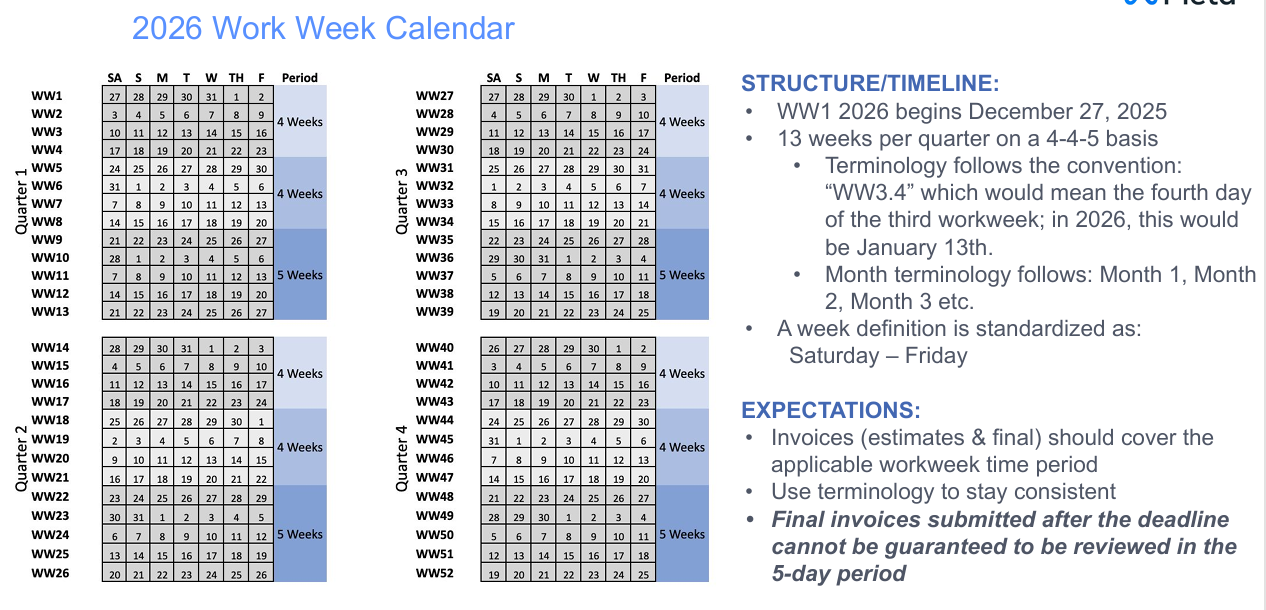 2026 Work Week Calendar
SA S M T W TH F Period
Quarter 1
WW1 27 28 29 30 31 1 2
WW2 3 4 5 6 7 8 9
4 Weeks
WW3 10 11 12 13 14 15 16
WW4 17 18 19 20 21 22 23
WW5 24 25 26 27 28 29 30
WW6 31 1 2 3 4 5 6
4 Weeks
WW7 7 8 9 10 11 12 13
WW8 14 15 16 17 18 19 20
WW9 21 22 23 24 25 26 27
WW10 28 1 2 3 4 5 6
WW11 7 8 9 10 11 12 13 5 Weeks
WW12 14 15 16 17 18 19 20
WW13 21 22 23 24 25 26 27
Quarter 2
WW14 28 29 30 31 1 2 3
WW15 4 5 6 7 8 9 10
4 Weeks
WW16 11 12 13 14 15 16 17
WW17 18 19 20 21 22 23 24
WW18 25 26 27 28 29 30 1
WW19 2 3 4 5 6 7 8
4 Weeks
WW20 9 10 11 12 13 14 15
WW21 16 17 18 19 20 21 22
WW22 23 24 25 26 27 28 29
WW23 30 31 1 2 3 4 5
WW24 6 7 8 9 10 11 12 5 Weeks
WW25 13 14 15 16 17 18 19
WW26 20 21 22 23 24 25 26
SA S M T W TH F Period
Quarter 3
WW27 27 28 29 30 1 2 3
WW28 4 5 6 7 8 9 10
4 Weeks
WW29 11 12 13 14 15 16 17
WW30 18 19 20 21 22 23 24
WW31 25 26 27 28 29 30 31
WW32 1 2 3 4 5 6 7
4 Weeks
WW33 8 9 10 11 12 13 14
WW34 15 16 17 18 19 20 21
WW35 22 23 24 25 26 27 28
WW36 29 30 31 1 2 3 4
WW37 5 6 7 8 9 10 11 5 Weeks
WW38 12 13 14 15 16 17 18
WW39 19 20 21 22 23 24 25
Quarter 4
WW40 26 27 28 29 30 1 2
WW41 3 4 5 6 7 8 9
4 Weeks
WW42 10 11 12 13 14 15 16
WW43 17 18 19 20 21 22 23
WW44 24 25 26 27 28 29 30
WW45 31 1 2 3 4 5 6
4 Weeks
WW46 7 8 9 10 11 12 13
WW47 14 15 16 17 18 19 20
WW48 21 22 23 24 25 26 27
WW49 28 29 30 1 2 3 4
WW50 5 6 7 8 9 10 11 5 Weeks
WW51 12 13 14 15 16 17 18
WW52 19 20 21 22 23 24 25
STRUCTURE/TIMELINE:
• WW1 2026 begins December 27, 2025
• 13 weeks per quarter on a 4-4-5 basis
• Terminology follows the convention:
“WW3.4” which would mean the fourth day
of the third workweek; in 2026, this would
be January 13th.
• Month terminology follows: Month 1, Month
2, Month 3 etc.
• A week definition is standardized as:
Saturday – Friday
EXPECTATIONS:
• Invoices (estimates & final) should cover the
applicable workweek time period
• Use terminology to stay consistent
• Final invoices submitted after the deadline
cannot be guaranteed to be reviewed in the
5-day period